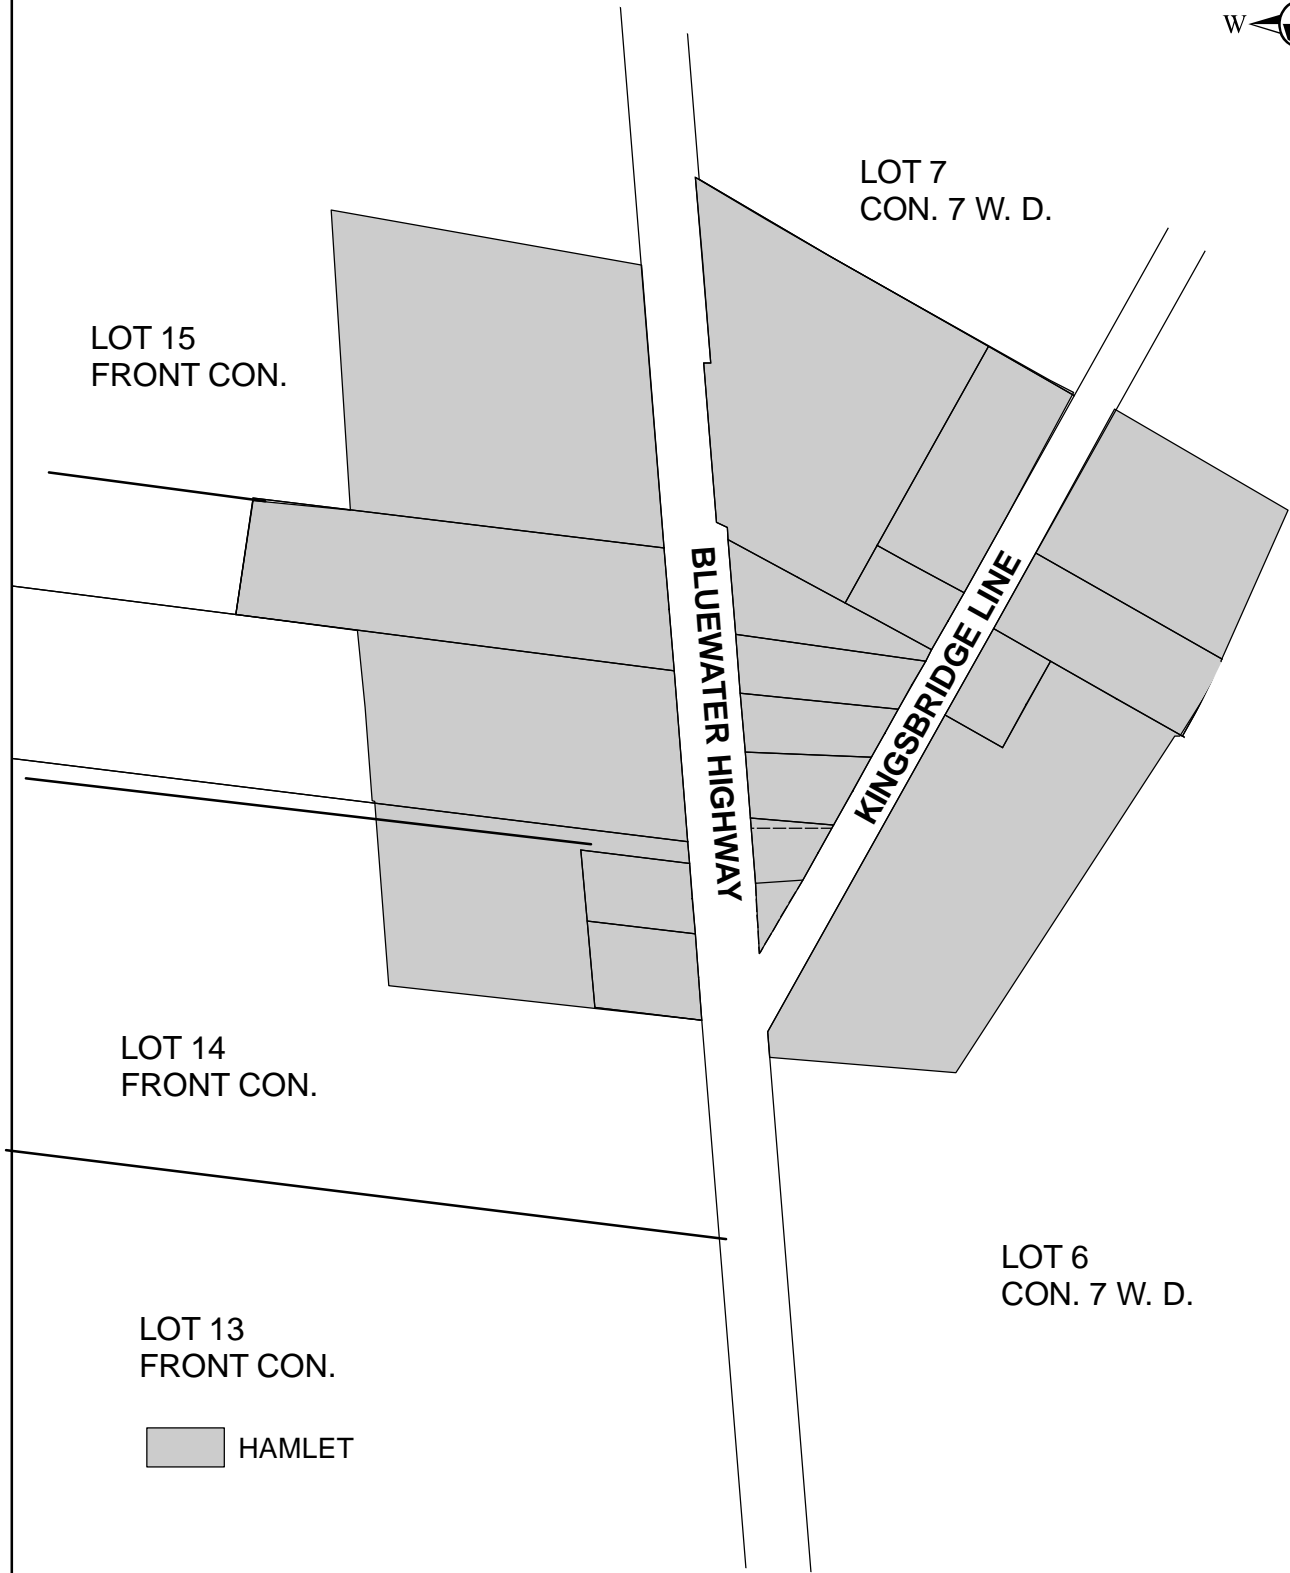 W
LOT 7
CON. 7 W. D.
LOT 15
FRONT CON.
BLUEWATER HIGHWAY
KINGSBRIDGE LINE
LOT 14
FRONT CON.
LOT 6
CON. 7 W. D.
LOT 13
FRONT CON.
HAMLET